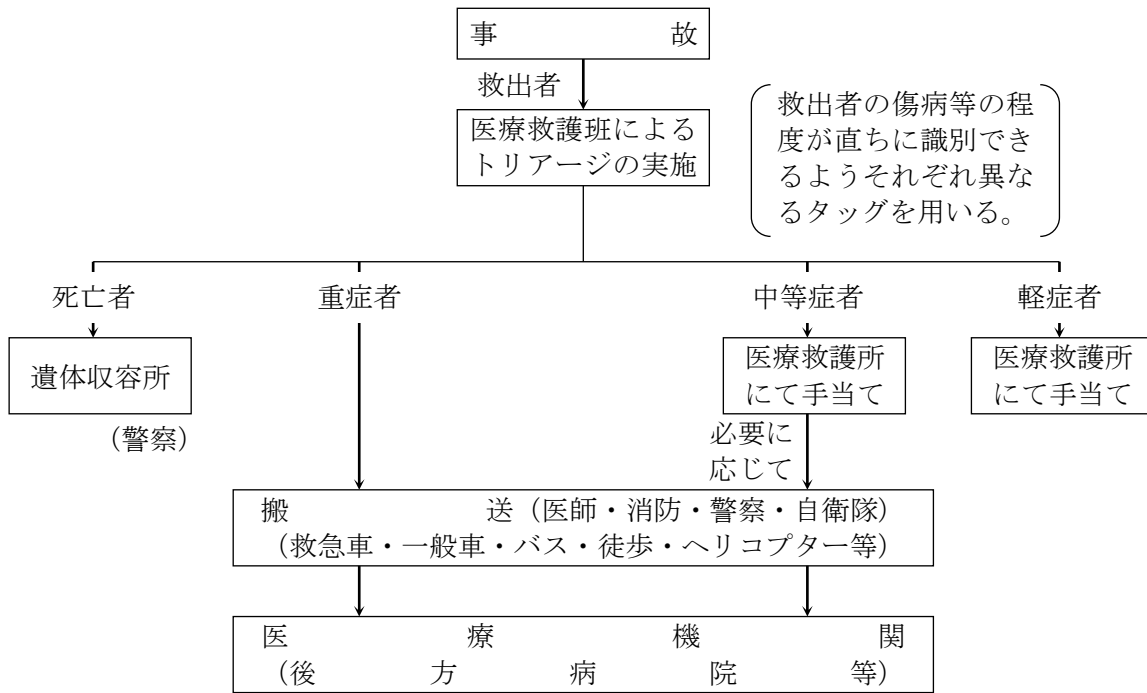 事故
救出者
医療救護班による
トリアージの実施
救出者の傷病等の程
度が直ちに識別でき
るようそれぞれ異な
るタッグを用いる。
死亡者
重症者
中等症者
軽症者
遺体収容所
(警察)
医療救護所
にて手当て
医療救護所
にて手当て
必要に
応じて
搬送(医師・消防・警察・自衛隊)
(救急車・一般車・バス・徒歩・ヘリコプター等)
医療機関
(後方病院等)